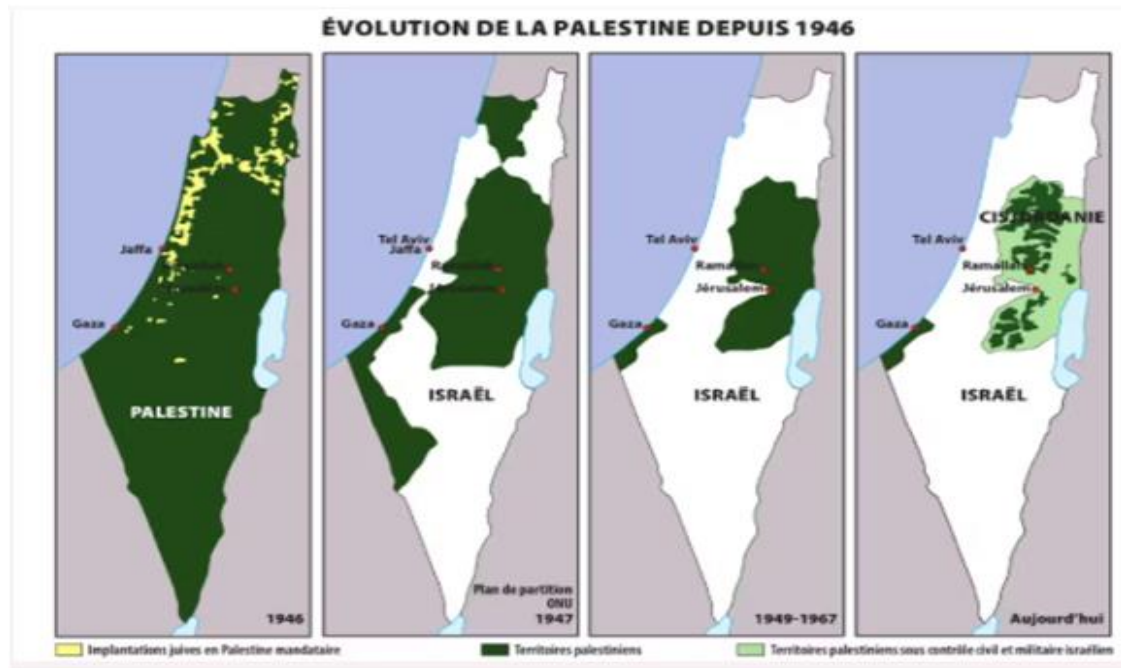 ÉVOLUTION DE LA PALESTINE DEPUIS 1946
Jaffa
Gaza
PALESTINE
1946
Tel Aviv
Jaffa
Gaza
ISRAËL
Plan de partition
ONU
1947
Tel Aviv
Ramallah
Jérusalem
Gaza
ISRAËL
1949-1967
CISJORDANIE
Tel Aviv
Ramallah
Jérusalem
Gaza
ISRAËL
Aujourd'hui
Implantations juives en Palestine mandataire
Territoires palestiniens
Territoires palestiniens sous contrôle civil et militaire israélien